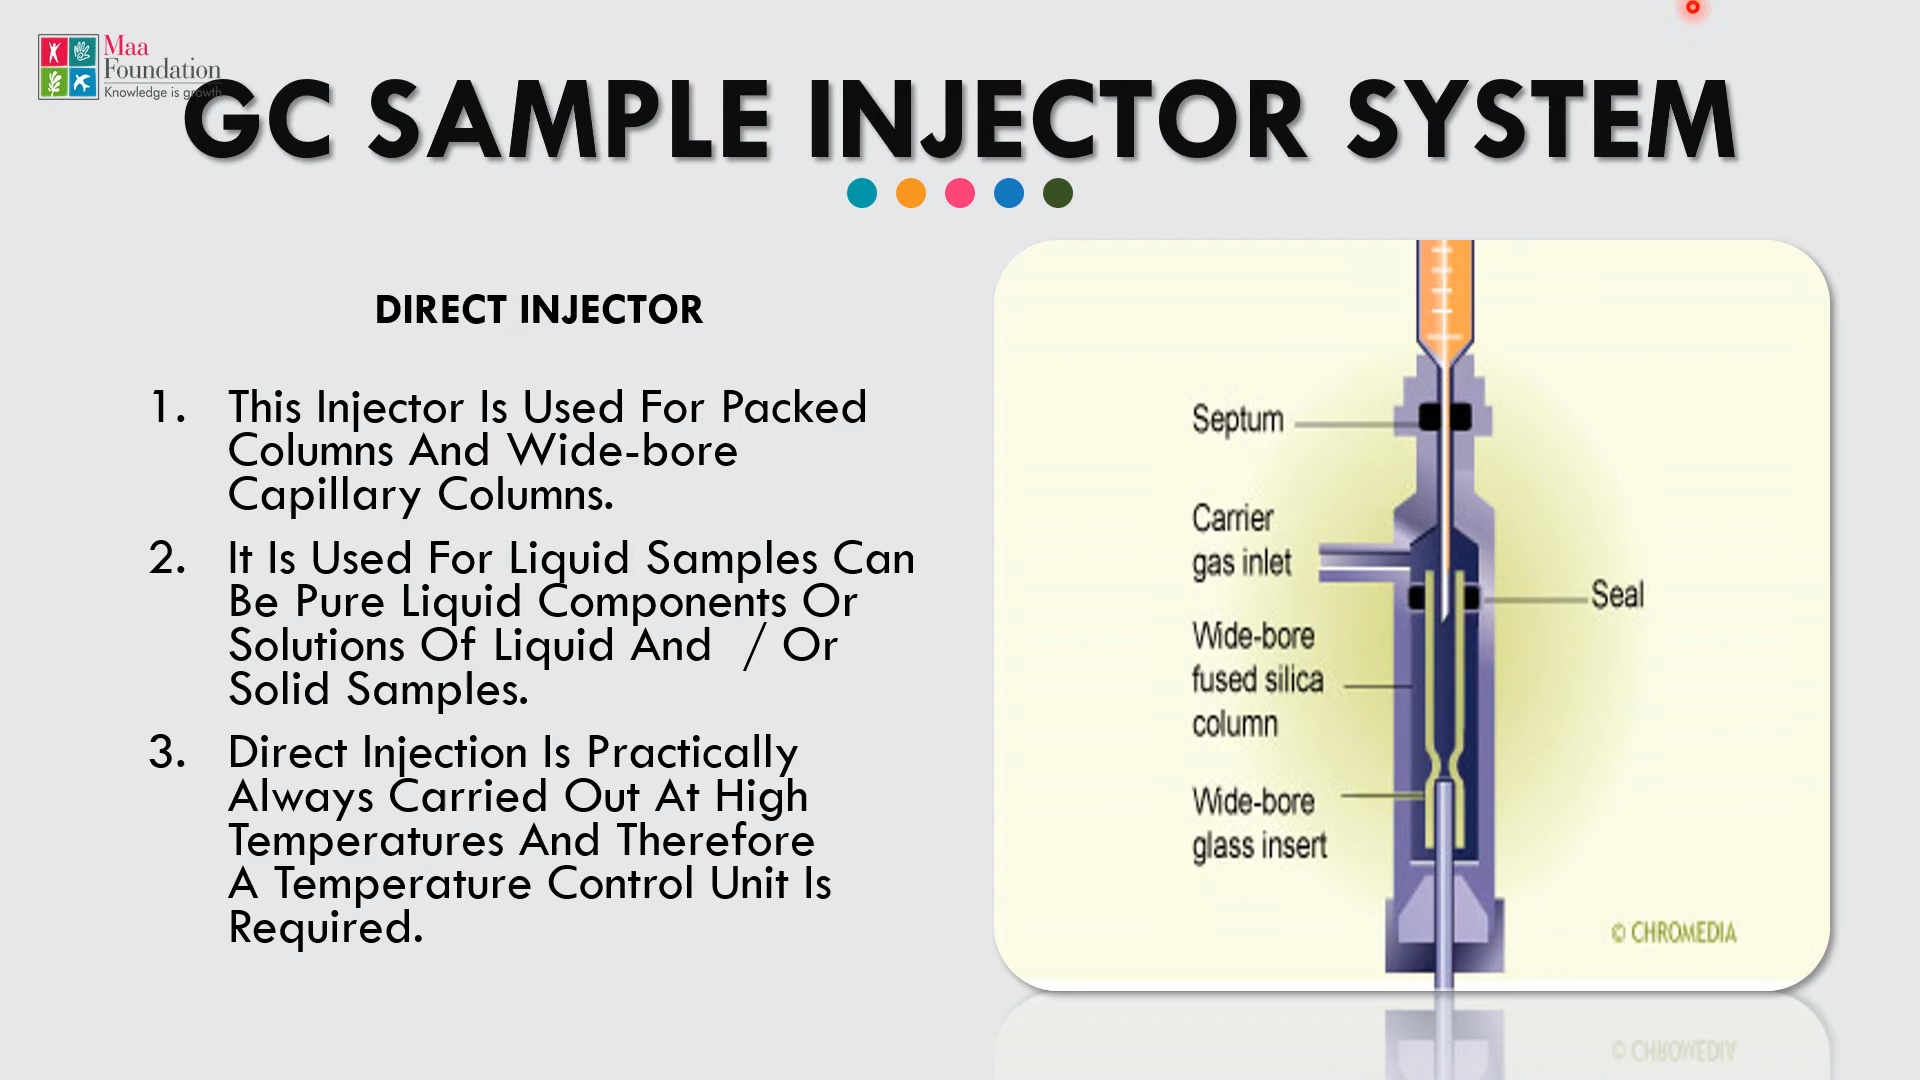 Maa
Foundation
Knowledge is growth
GC SAMPLE INJECTOR SYSTEM
DIRECT INJECTOR
1. This Injector Is Used For Packed
Columns And Wide-bore
Capillary Columns.
2. It Is Used For Liquid Samples Can
Be Pure Liquid Components Or
Solutions Of Liquid And / Or
Solid Samples.
3. Direct Injection Is Practically
Always Carried Out At High
Temperatures And Therefore
A Temperature Control Unit Is
Required.
Septum
Carrier
gas inlet
Seal
Wide-bore
fused silica
column
Wide-bore
glass insert
© CHROMEDIA